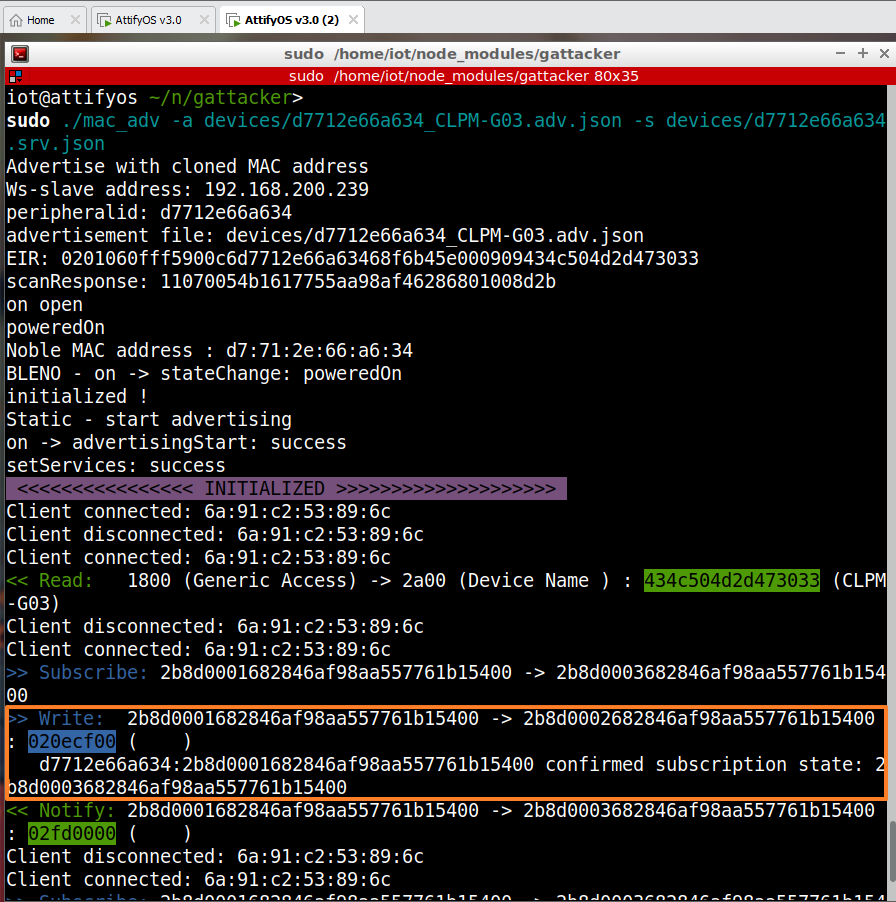 Home
AttifyOS v3.0
AttifyOS v3.0 (2)
sudo /home/iot/node_modules/gattacker
sudo /home/iot/node_modules/gattacker 80x35
iot@attifyos ~/n/gattacker>
sudo ./mac_adv -a devices/d7712e66a634_CLPM-G03.adv.json -s devices/d7712e66a634
.srv.json
Advertise with cloned MAC address
Ws-slave address: 192.168.200.239
peripheralid: d7712e66a634
advertisement file: devices/d7712e66a634_CLPM-G03.adv.json
EIR: 0201060fff5900c6d7712e66a63468f6b45e000909434c504d2d473033
scanResponse: 11070054b1617755aa98af46286801008d2b
on open
poweredOn
Noble MAC address : d7:71:2e:66:a6:34
BLENO - on -> stateChange: poweredOn
initialized !
Static - start advertising
on -> advertisingStart: success
setServices: success
<<<<<<<<<<<<<<<< INITIALIZED >>>>>>>>>>>>>>>>>>>>
Client connected: 6a:91:c2:53:89:6c
Client disconnected: 6a:91:c2:53:89:6c
Client connected: 6a:91:c2:53:89:6c
<< Read: 1800 (Generic Access) -> 2a00 (Device Name ) : 434c504d2d473033 (CLPM
-G03)
Client disconnected: 6a:91:c2:53:89:6c
Client connected: 6a:91:c2:53:89:6c
>> Subscribe: 2b8d0001682846af98aa557761b15400 -> 2b8d0003682846af98aa557761b154
00
>> Write: 2b8d0001682846af98aa557761b15400 -> 2b8d0002682846af98aa557761b15400
: 020ecf00 ( )
d7712e66a634:2b8d0001682846af98aa557761b15400 confirmed subscription state: 2
b8d0003682846af98aa557761b15400
<< Notify: 2b8d0001682846af98aa557761b15400 -> 2b8d0003682846af98aa557761b15400
: 02fd0000 ( )
Client disconnected: 6a:91:c2:53:89:6c
Client connected: 6a:91:c2:53:89:6c